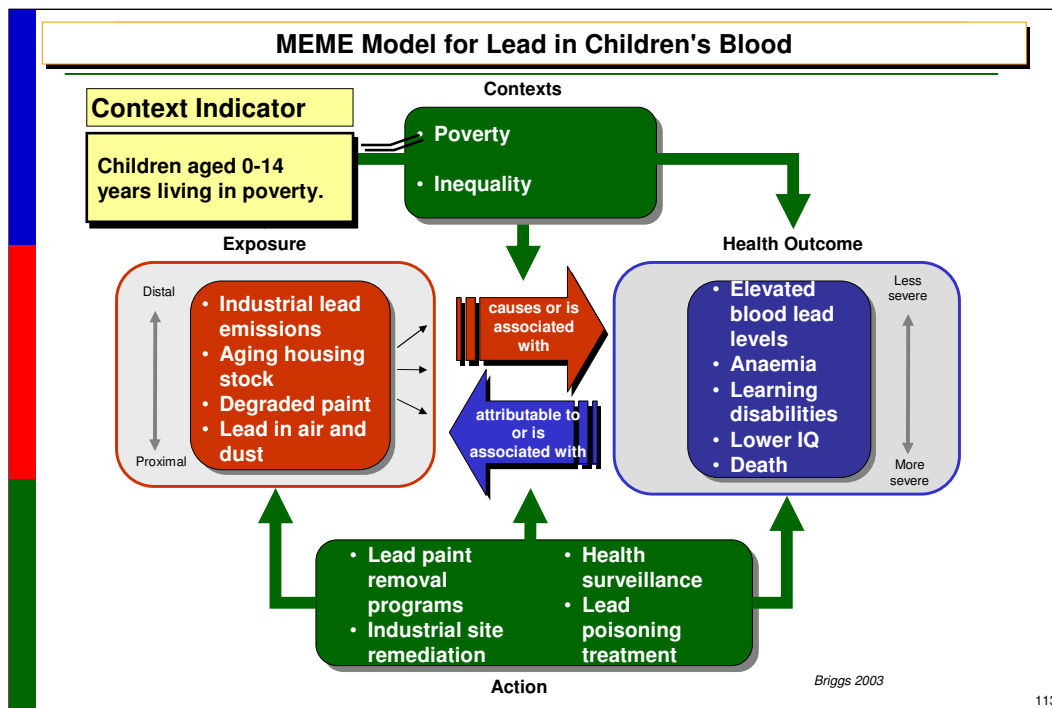 MEME Model for Lead in Children's Blood
Contexts
Context Indicator
Children aged 0-14
years living in poverty.
• Poverty
• Inequality
Exposure
Distal
Proximal
• Industrial lead
emissions
• Aging housing
stock
• Degraded paint
• Lead in air and
dust
causes or is
associated
with
attributable to
or is
associated with
Health Outcome
• Elevated
blood lead
levels
• Anaemia
• Learning
disabilities
• Lower IQ
• Death
Less
severe
More
severe
• Lead paint
removal
programs
• Industrial site
remediation
• Health
surveillance
• Lead
poisoning
treatment
Action
Briggs 2003
113